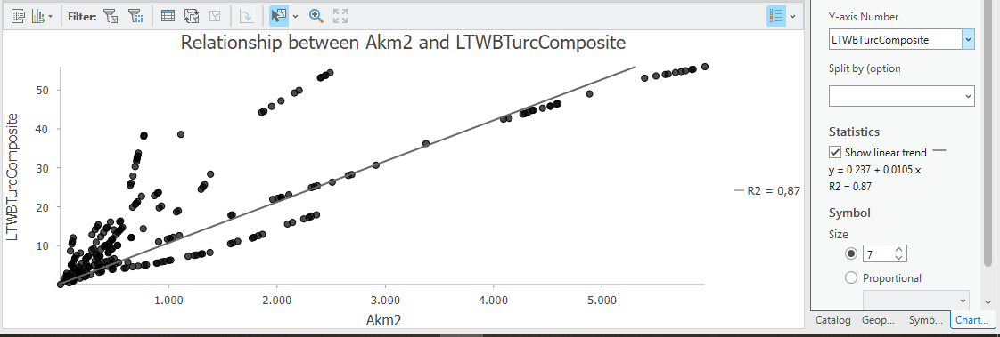 Filter:
Relationship between Akm2 and LTWBTurcComposite
LTWBTurcComposite
50
40
30
20
10
1.000
2.000
3.000
4.000
5.000
Akm2
R2 = 0,87
Y-axis Number
LTWBTurcComposite
Split by (option
Statistics
Show linear trend
y = 0.237 + 0.0105 x
R2 = 0.87
Symbol
Size
7
Proportional
Catalog Geop... Symb... Chart...